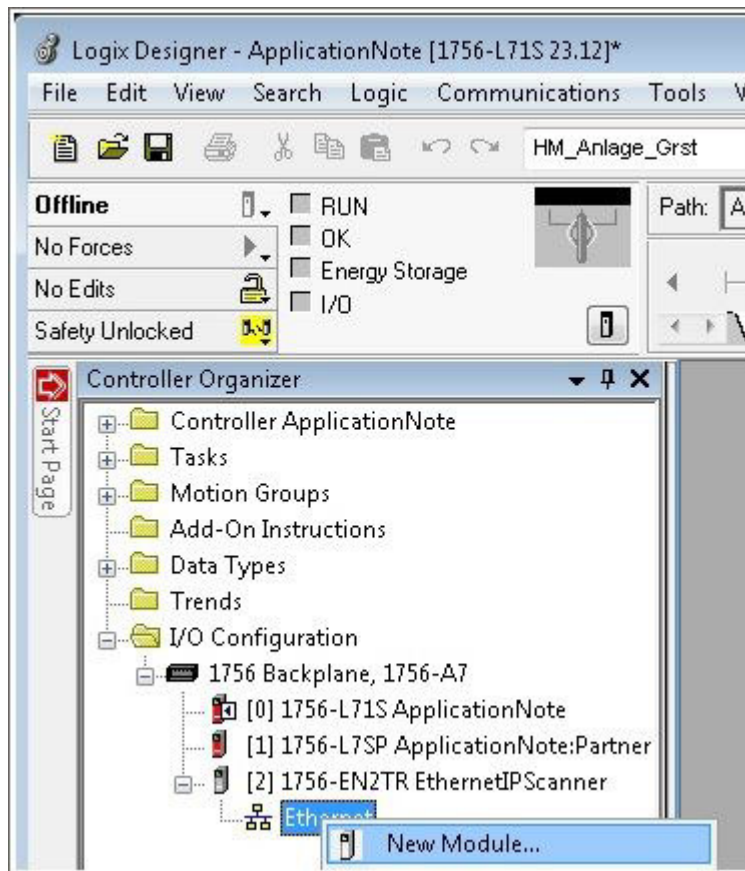 Logix Designer - ApplicationNote [1756-L71S 23.12]*
File Edit View Search Logic Communications Tools
HM_Anlage_Grst
Offline
RUN
Path:
No Forces
OK
No Edits
Energy Storage
I/O
Safety Unlocked
Start Page
Controller Organizer
Controller ApplicationNote
Tasks
Motion Groups
Add-On Instructions
Data Types
Trends
I/O Configuration
1756 Backplane, 1756-A7
[0] 1756-L71S ApplicationNote
[1] 1756-L7SP ApplicationNote:Partner
[2] 1756-EN2TR EthernetIPScanner
Ethernet
New Module...